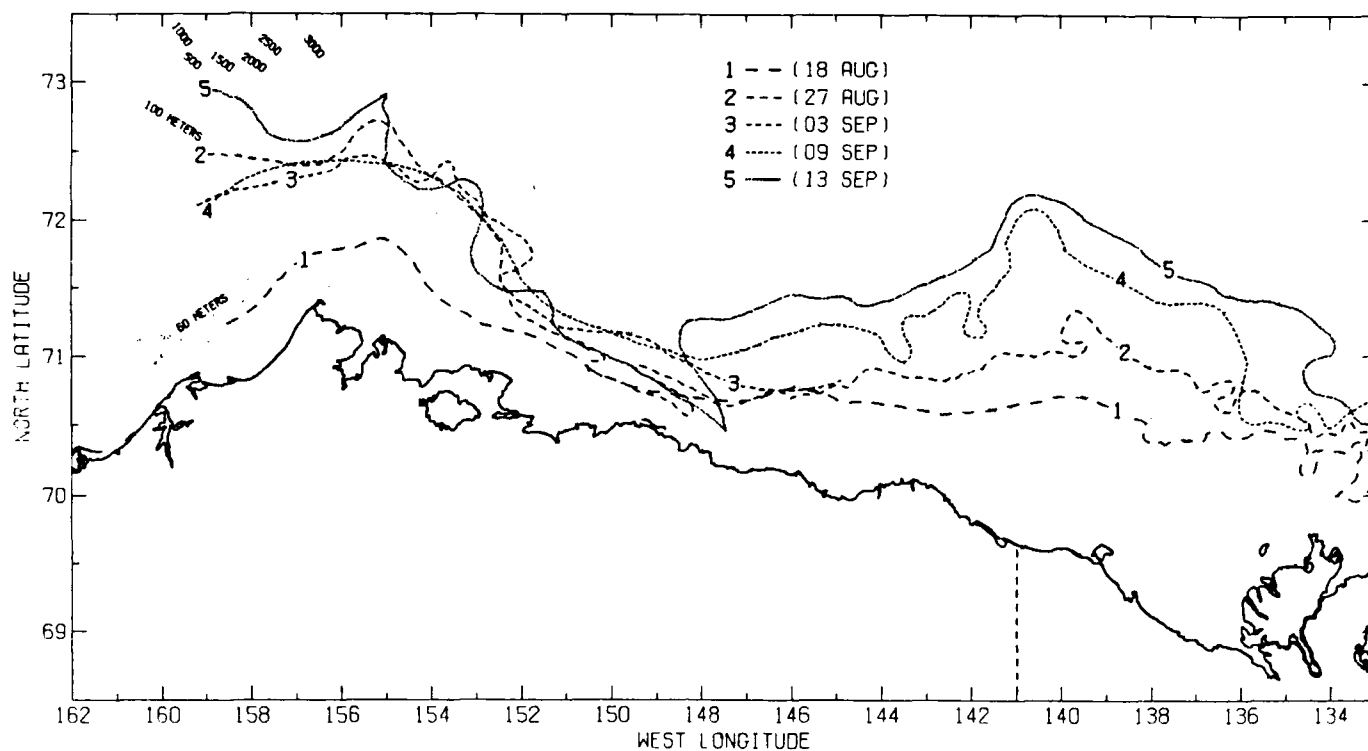 1000 2500 3000
500 1500 2000
73
5
1 - - (18 AUG)
2 --- (27 AUG)
3 ---- (03 SEP)
4 ······ (09 SEP)
5 —— (13 SEP)
100 METERS
2
3
4
72
1
5
4
60 METERS
71
2
3
1
NORTH LATITUDE
70
69
162 160 158 156 154 152 150 148 146 144 142 140 138 136 134
WEST LONGITUDE